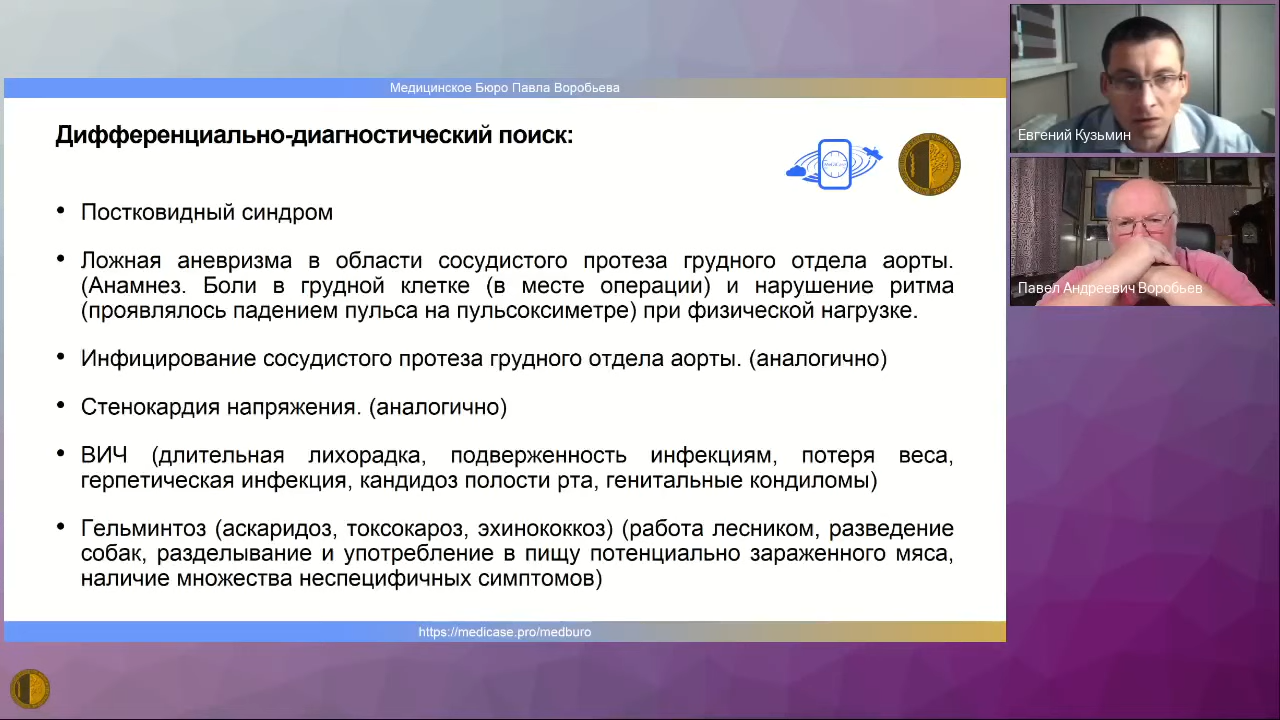 Медицинское Бюро Павла Воробьева
Дифференциально-диагностический поиск:
• Постковидный синдром
• Ложная аневризма в области сосудистого протеза грудного отдела аорты.
(Анамнез. Боли в грудной клетке (в месте операции) и нарушение ритма
(проявлялось падением пульса на пульсоксиметре) при физической нагрузке.
• Инфицирование сосудистого протеза грудного отдела аорты. (аналогично)
• Стенокардия напряжения. (аналогично)
• ВИЧ (длительная лихорадка, подверженность инфекциям, потеря веса,
герпетическая инфекция, кандидоз полости рта, генитальные кондиломы)
• Гельминтоз (аскаридоз, токсокароз, эхинококкоз) (работа лесником, разведение
собак, разделывание и употребление в пищу потенциально зараженного мяса,
наличие множества неспецифичных симптомов)
https://medicase.pro/medburo
Евгений Кузьмин
Павел Андреевич Воробьев